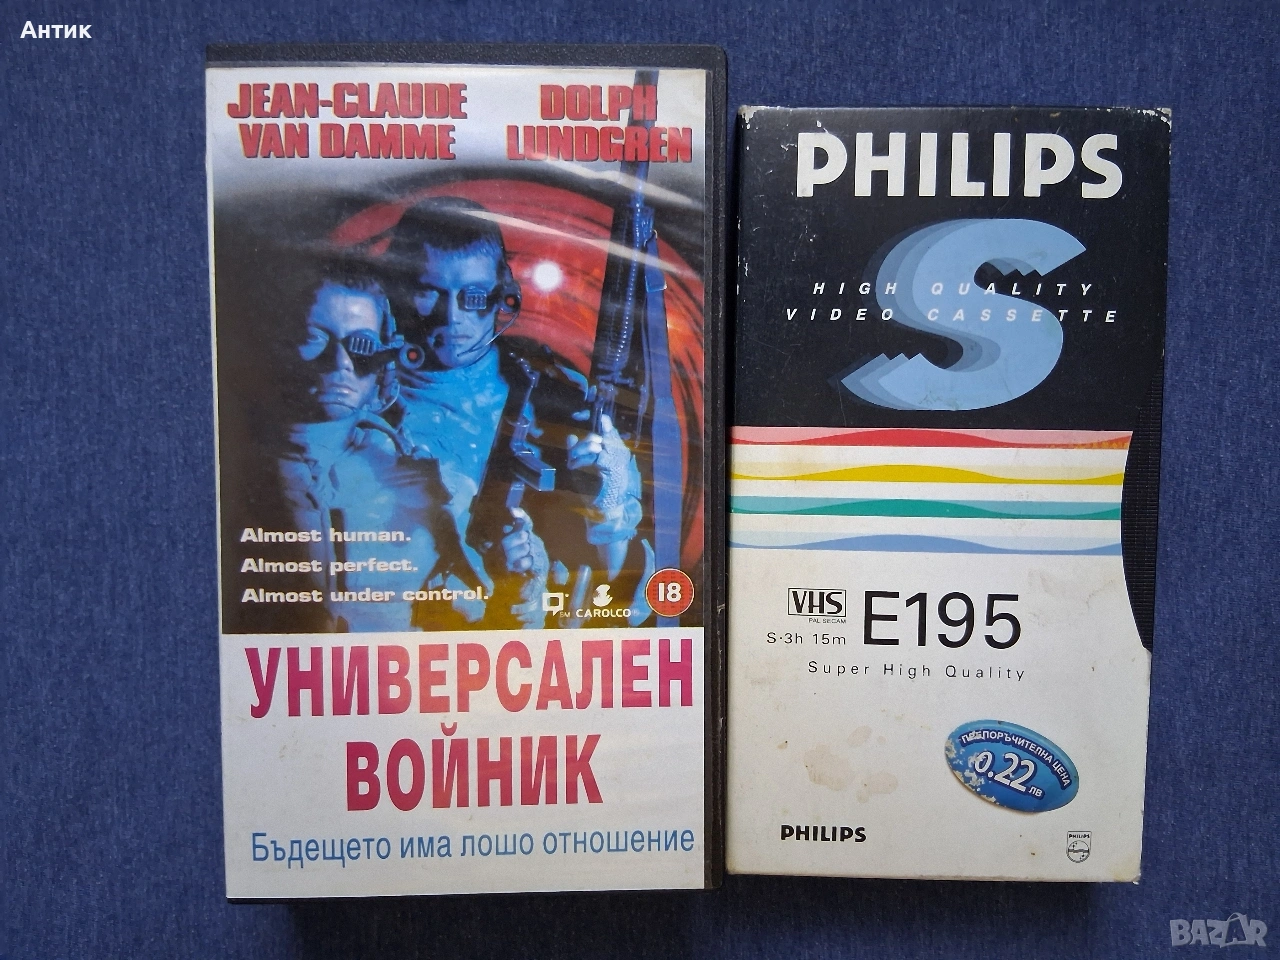 Антик
JEAN-CLAUDE
VAN DAMME
DOLPH
LUNDGREN
Almost human.
Almost perfect.
Almost under control.
SM
CAROLCO
18
УНИВЕРСАЛЕН
ВОЙНИК
Бъдещето има лошо отношение
PHILIPS
S
HIGH QUALITY
VIDEO CASSETTE
VHS
PAL SECAM
E195
S·3h 15m
Super High Quality
ПРЕПОРЪЧИТЕЛНА ЦЕНА
0.22 лв
PHILIPS
PHILIPS
BAZAR